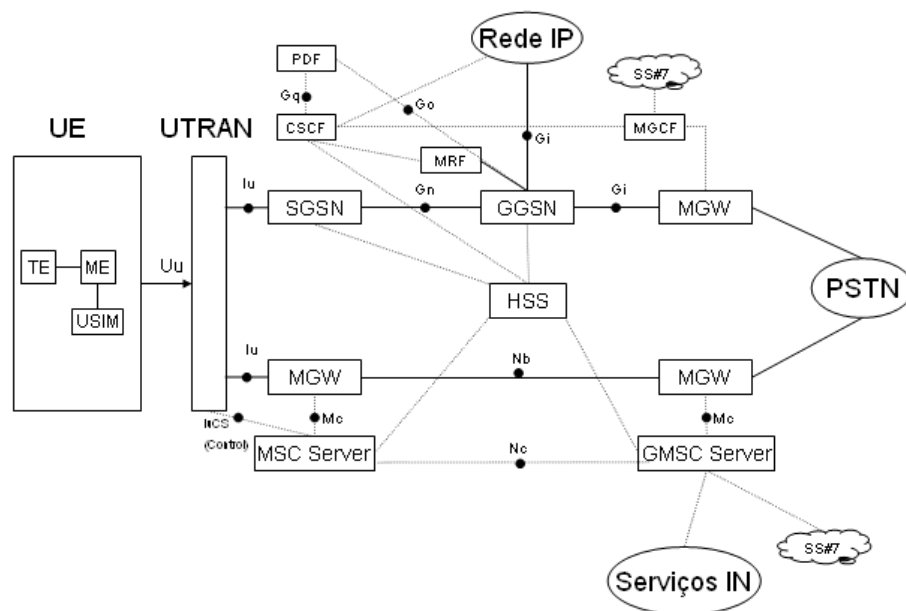 Rede IP
PDF
SS#7
Gq
Go
UE
UTRAN
CSCF
MGCF
Gi
MRF
Iu
Gn
Gi
SGSN
GGSN
MGW
TE
ME
Uu
USIM
HSS
PSTN
Iu
Nb
MGW
MGW
IuCS
(Control)
Mc
Mc
MSC Server
Nc
GMSC Server
SS#7
Serviços IN